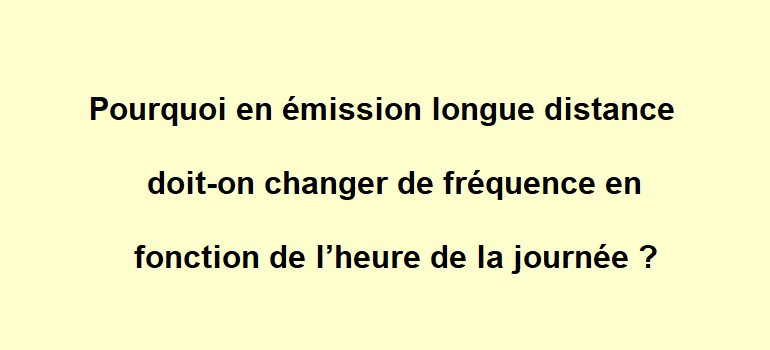 Pourquoi en émission longue distance
doit-on changer de fréquence en
fonction de l’heure de la journée ?